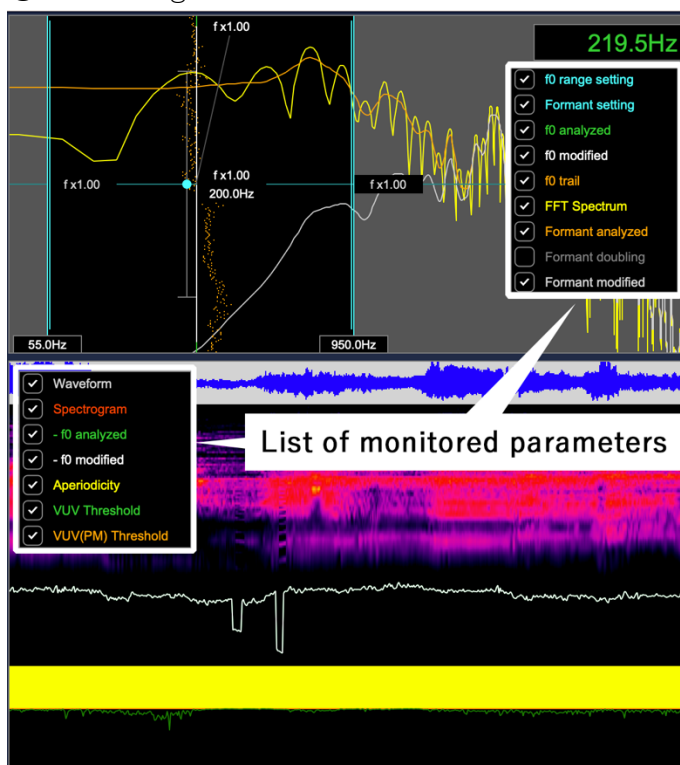 f x1.00
219.5Hz
f0 range setting
Formant setting
f0 analyzed
f0 modified
f0 trail
FFT Spectrum
Formant analyzed
Formant doubling
Formant modified
f x1.00
f x1.00
200.0Hz
f x1.00
55.0Hz
950.0Hz
Waveform
Spectrogram
- f0 analyzed
- f0 modified
Aperiodicity
VUV Threshold
VUV(PM) Threshold
List of monitored parameters